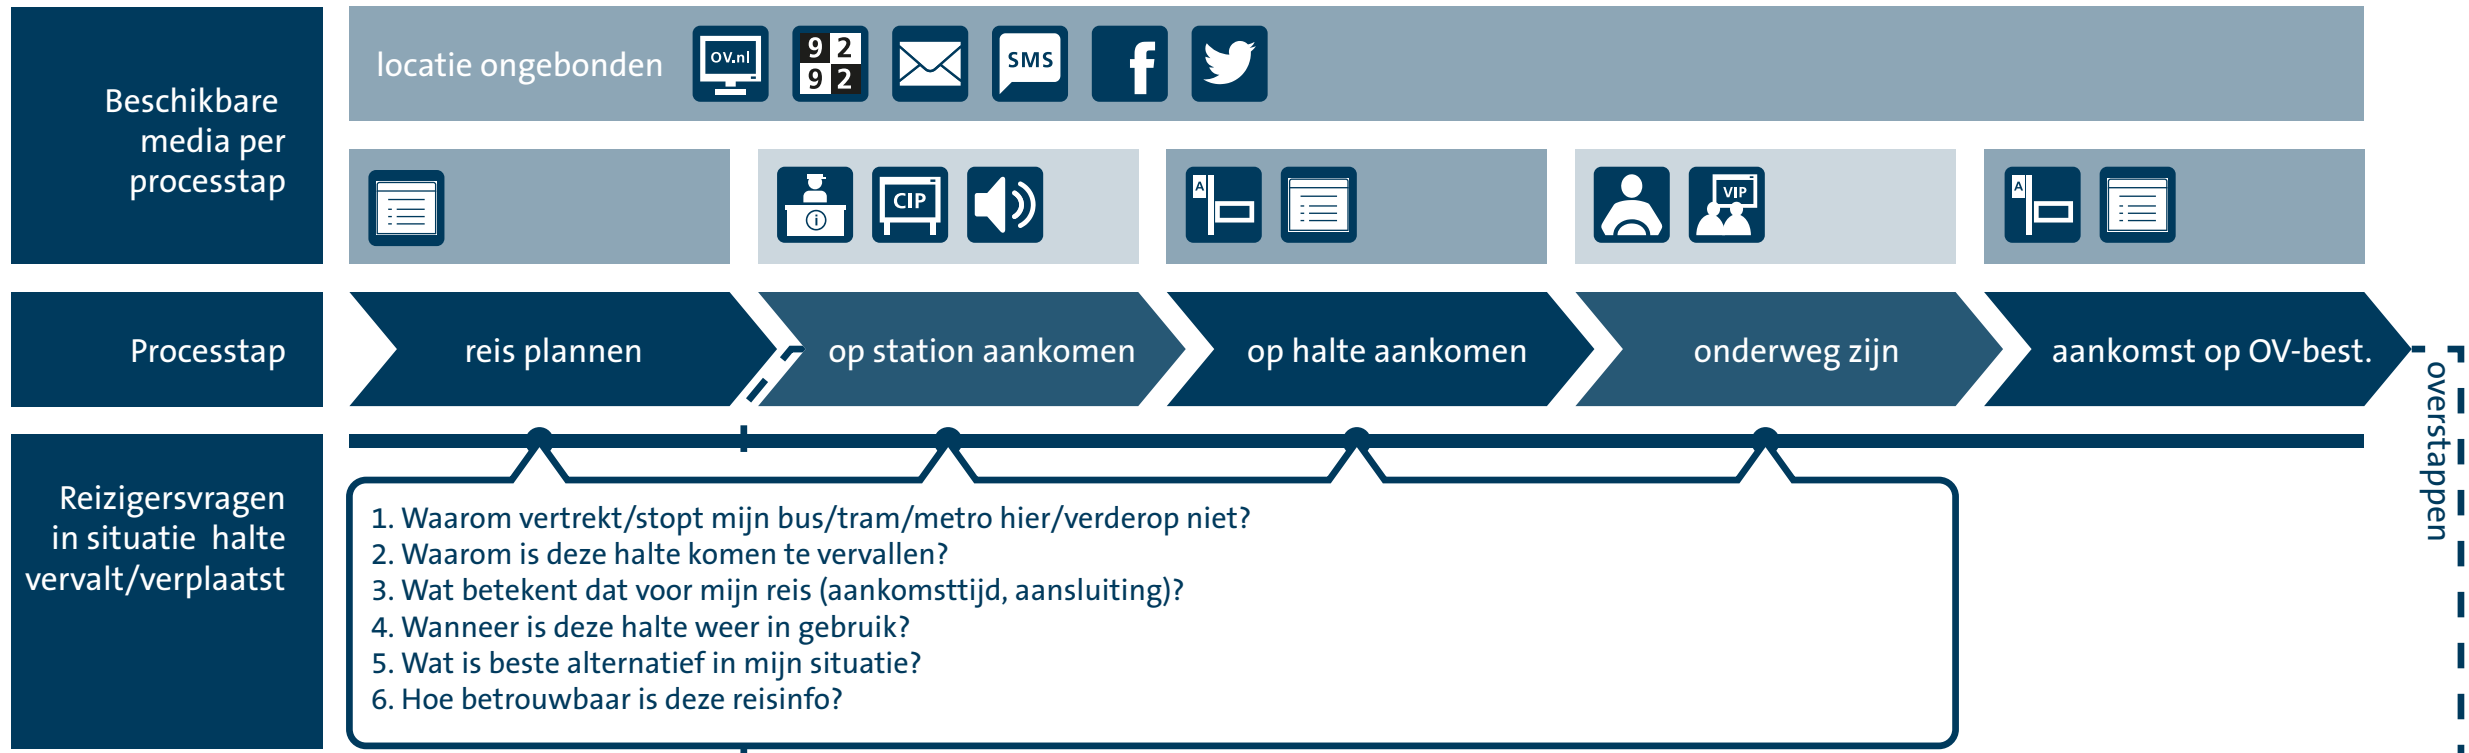 Beschikbare
media per
processtap
locatie ongebonden
OV.nl
9 2
9 2
SMS
f
i
CIP
A
VIP
A
Processtap
reis plannen
op station aankomen
op halte aankomen
onderweg zijn
aankomst op OV-best.
overstappen
Reizigersvragen
in situatie halte
vervalt/verplaatst
1. Waarom vertrekt/stopt mijn bus/tram/metro hier/verderop niet?
2. Waarom is deze halte komen te vervallen?
3. Wat betekent dat voor mijn reis (aankomsttijd, aansluiting)?
4. Wanneer is deze halte weer in gebruik?
5. Wat is beste alternatief in mijn situatie?
6. Hoe betrouwbaar is deze reisinfo?